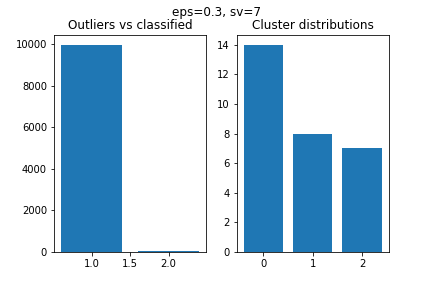 eps=0.3, sv=7
Outliers vs classified
Cluster distributions
10000
8000
6000
4000
2000
0
1.0 1.5 2.0
14
12
10
8
6
4
2
0
0 1 2